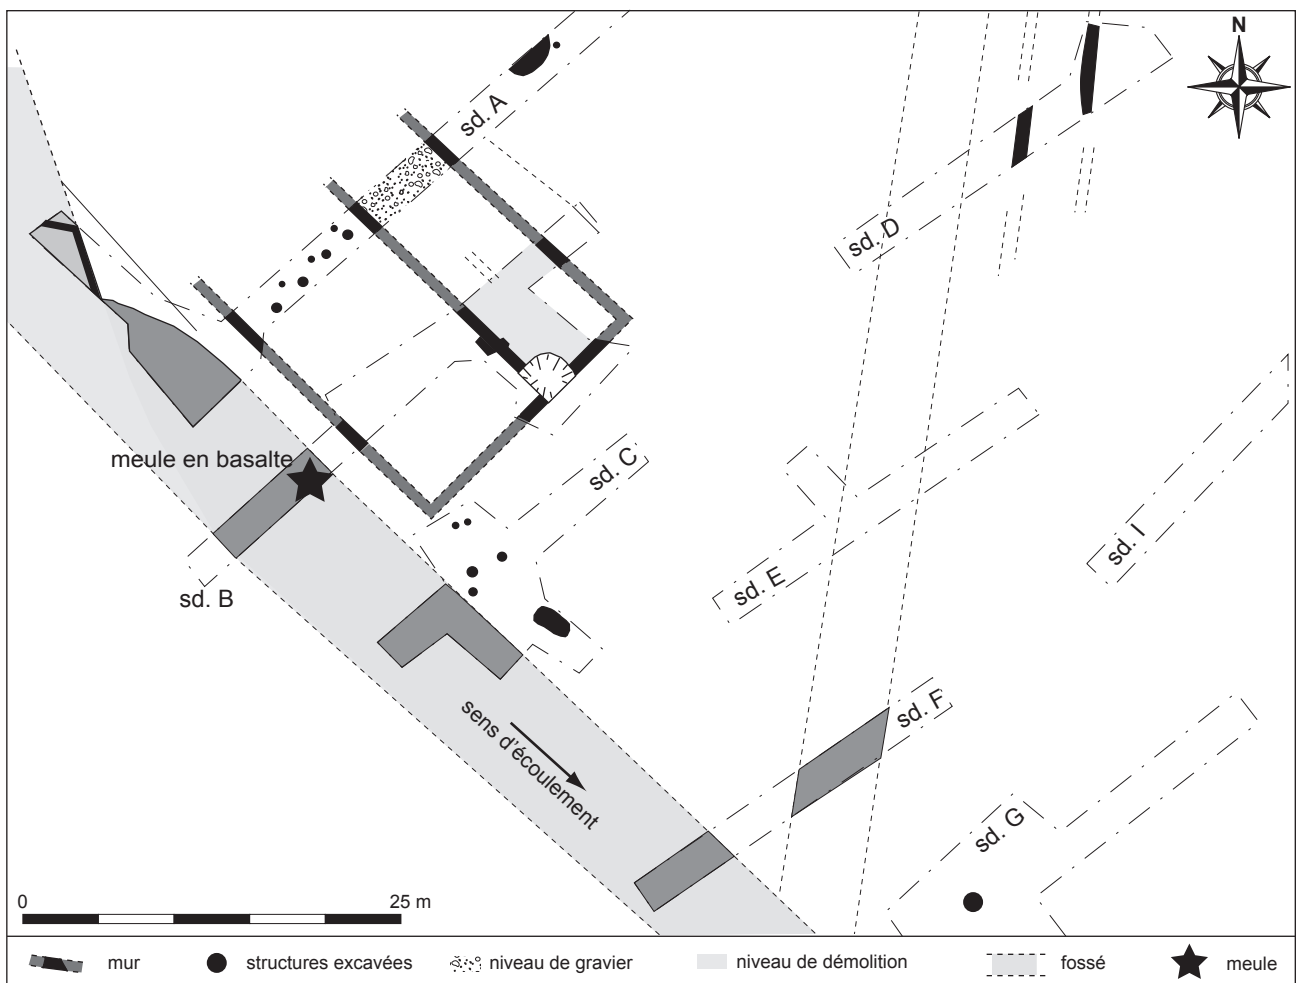 N
sd. A
sd. D
meule en basalte
sd. C
sd. I
sd. E
sd. B
sd. F
sens d'écoulement
sd. G
0 25 m
mur
structures excavées
niveau de gravier
niveau de démolition
fossé
meule